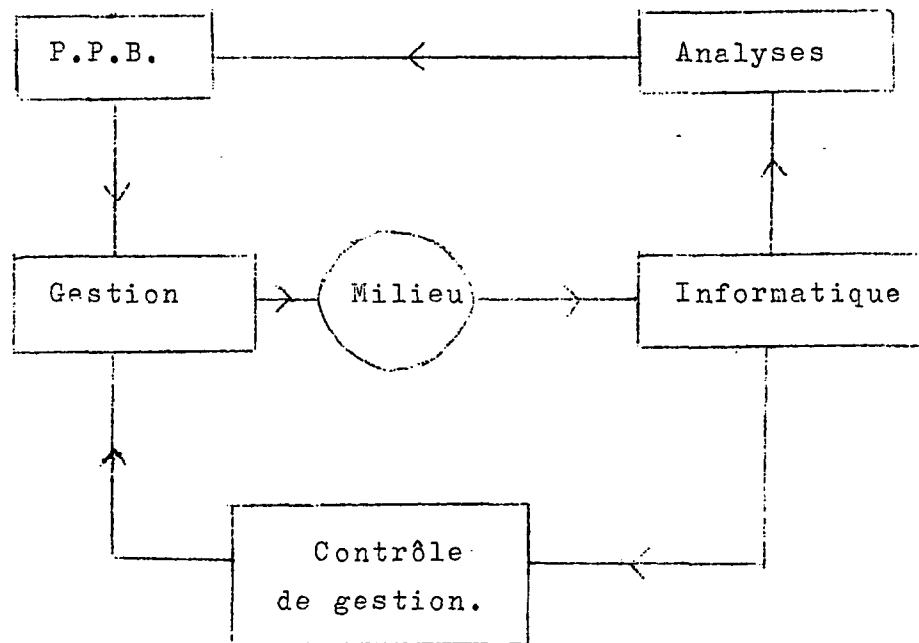 P.P.B.
Analyses
Gestion
Milieu
Informatique
Contrôle
de gestion.